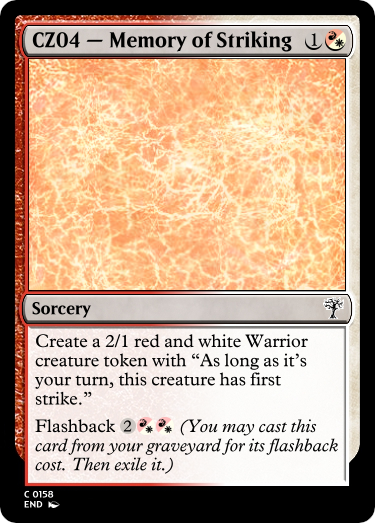 CZ04 — Memory of Striking 1
Sorcery
Create a 2/1 red and white Warrior
creature token with “As long as it’s
your turn, this creature has first
strike.”
Flashback 2 (You may cast this
card from your graveyard for its flashback
cost. Then exile it.)
C 0158
END